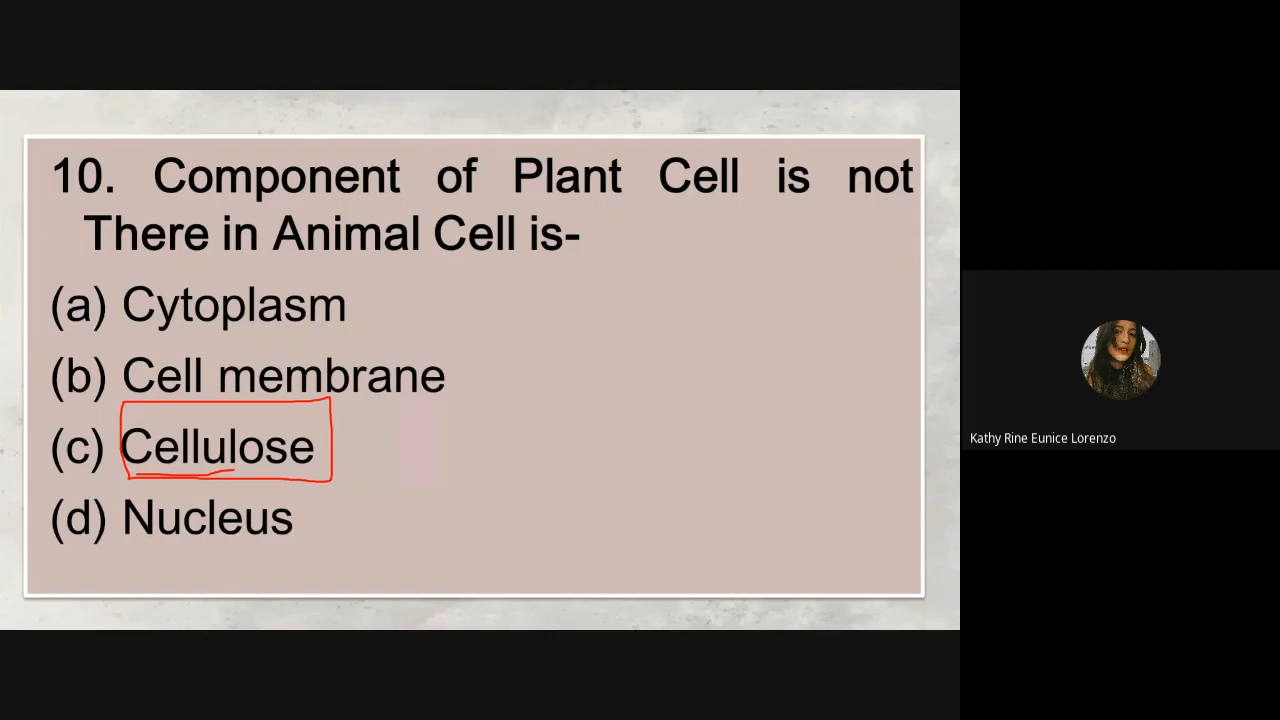 10. Component of Plant Cell is not
There in Animal Cell is-
(a) Cytoplasm
(b) Cell membrane
(c) Cellulose
(d) Nucleus
Kathy Rine Eunice Lorenzo